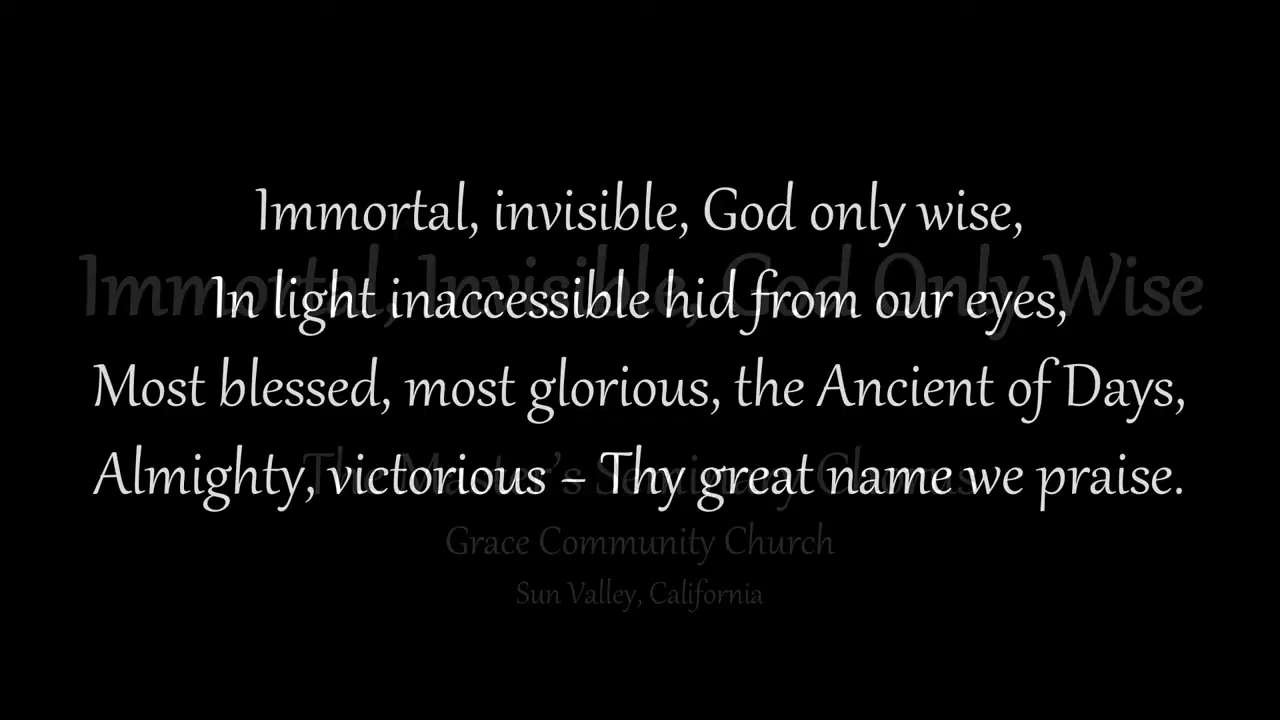 Immortal, invisible, God only wise,
Immortal, Invisible, God Only Wise
In light inaccessible hid from our eyes,
Most blessed, most glorious, the Ancient of Days,
Almighty, victorious – Thy great name we praise.
The Master's Seminary Chorus
Grace Community Church
Sun Valley, California